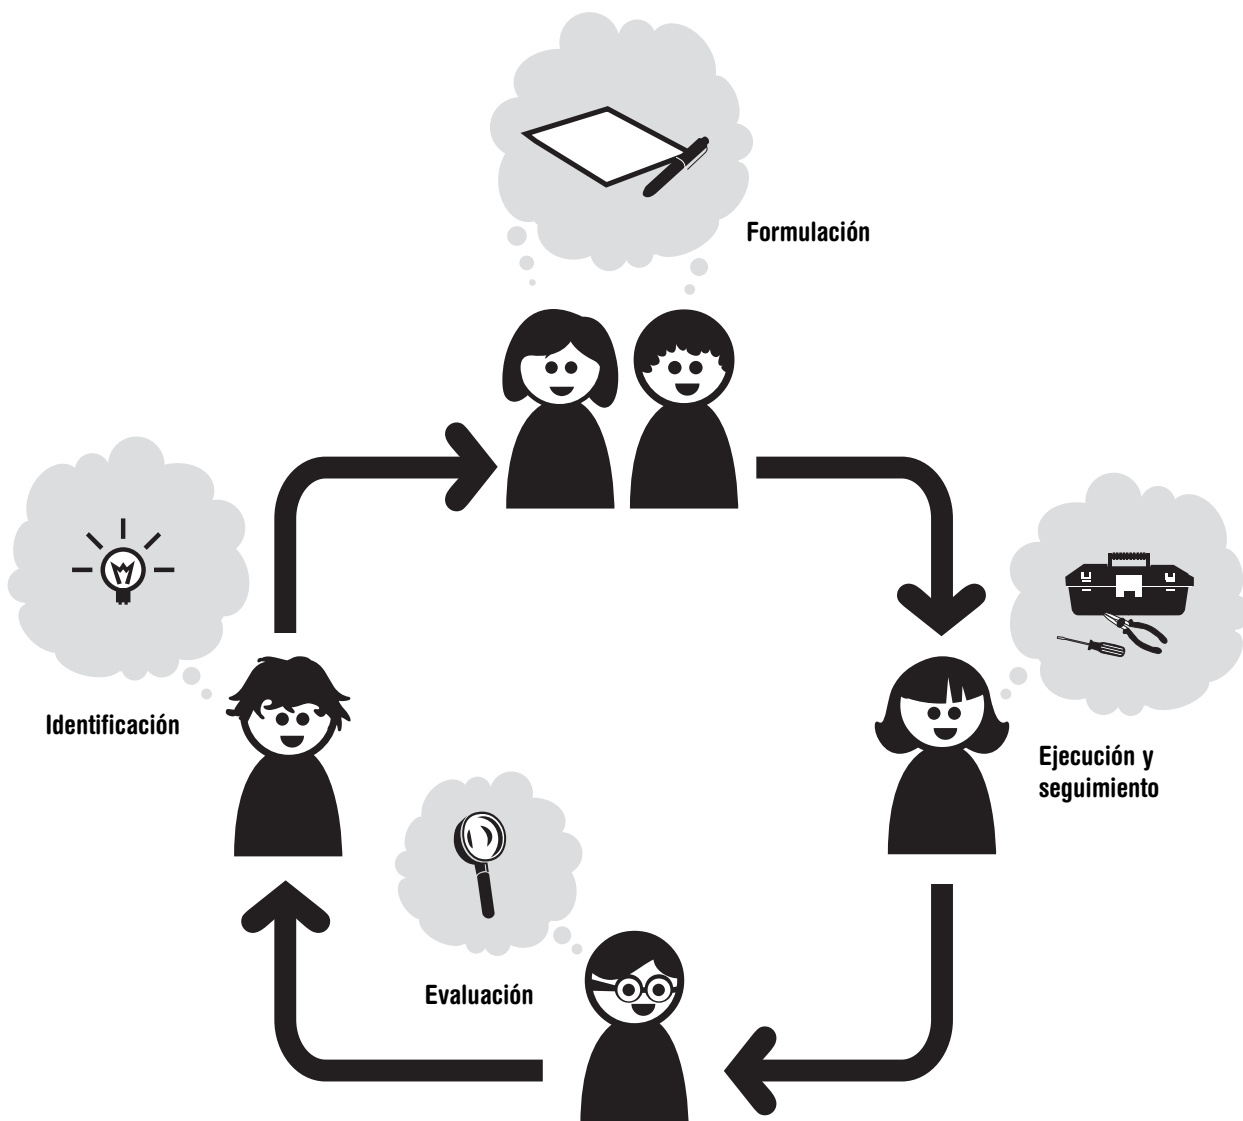 Formulación
Identificación
Ejecución y
seguimiento
Evaluación